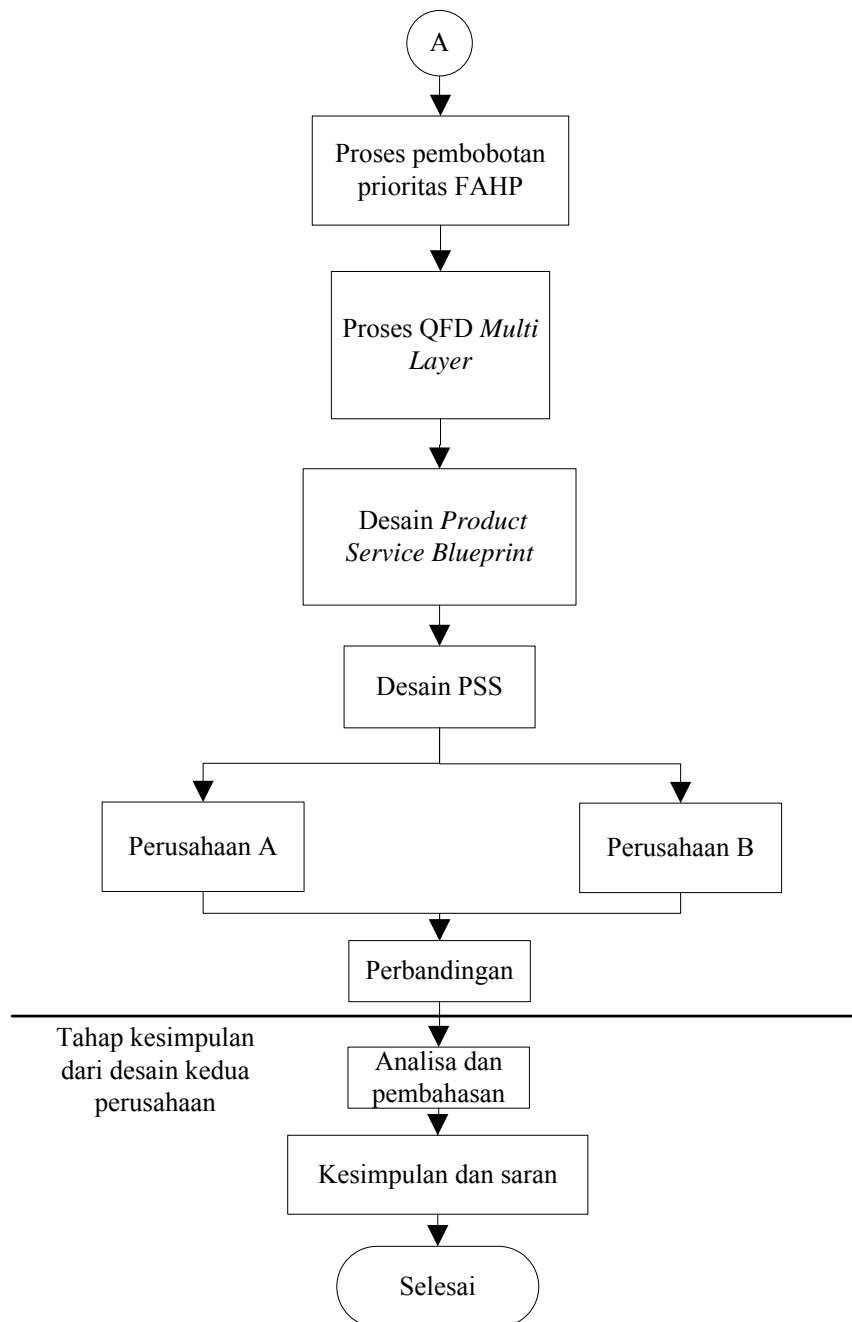 A
Proses pembobotan
prioritas FAHP
Proses QFD Multi
Layer
Desain Product
Service Blueprint
Desain PSS
Perusahaan A
Perusahaan B
Perbandingan
Tahap kesimpulan
dari desain kedua
perusahaan
Analisa dan
pembahasan
Kesimpulan dan saran
Selesai